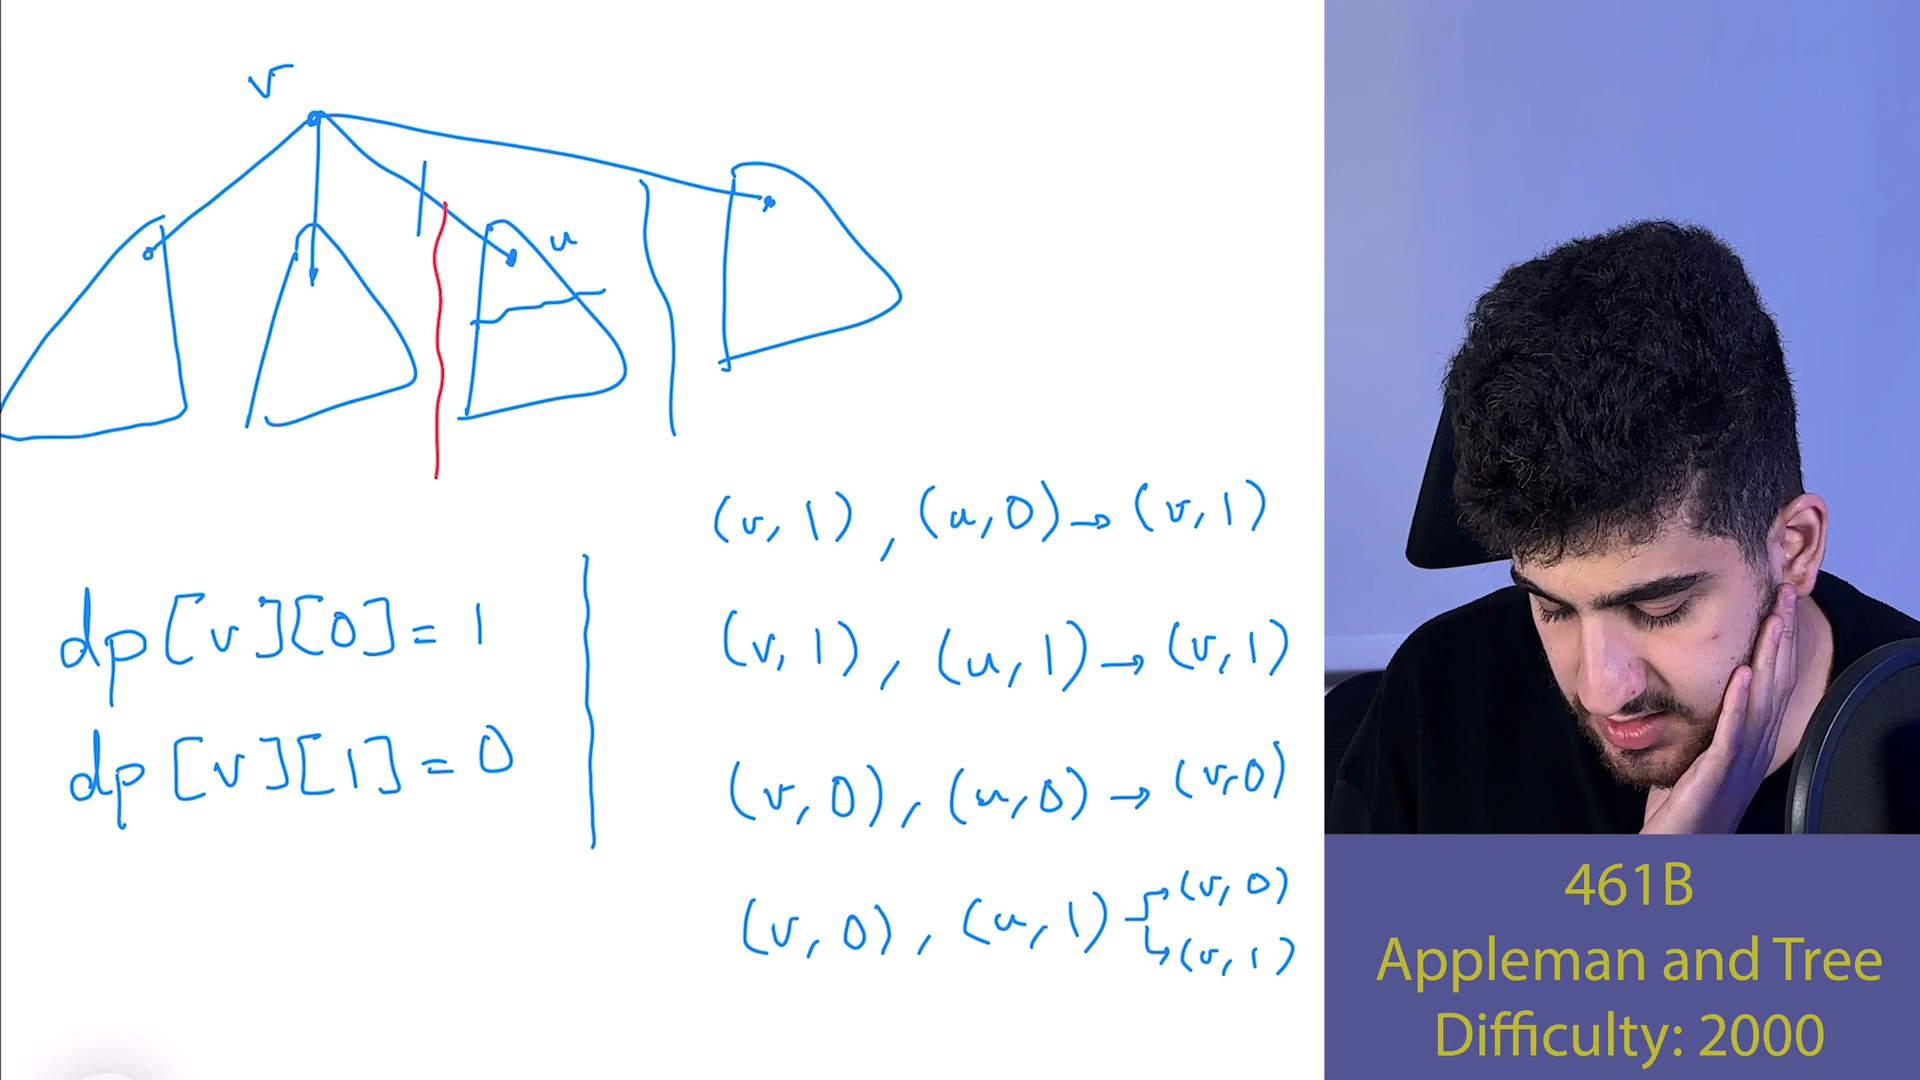 v
u
dp[v][0] = 1
dp[v][1] = 0
(v, 1), (u, 0) → (v, 1)
(v, 1), (u, 1) → (v, 1)
(v, 0), (u, 0) → (v, 0)
(v, 0), (u, 1) → (v, 0)
↳ (v, 1)
461B
Appleman and Tree
Difficulty: 2000